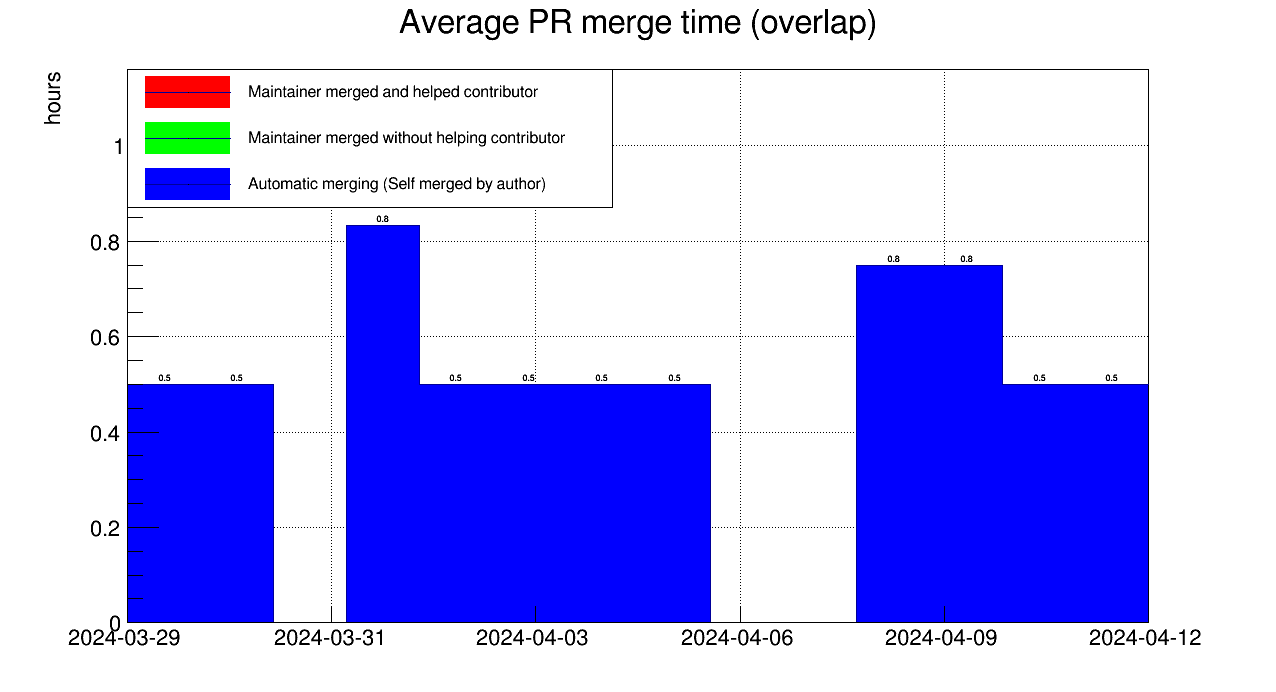 Average PR merge time (overlap)
hours
Maintainer merged and helped contributor
Maintainer merged without helping contributor
Automatic merging (Self merged by author)
1
0.8
0.6
0.4
0.2
0
0.5 0.5 0.8 0.5 0.5 0.5 0.5 0.8 0.8 0.5 0.5
2024-03-29 2024-03-31 2024-04-03 2024-04-06 2024-04-09 2024-04-12